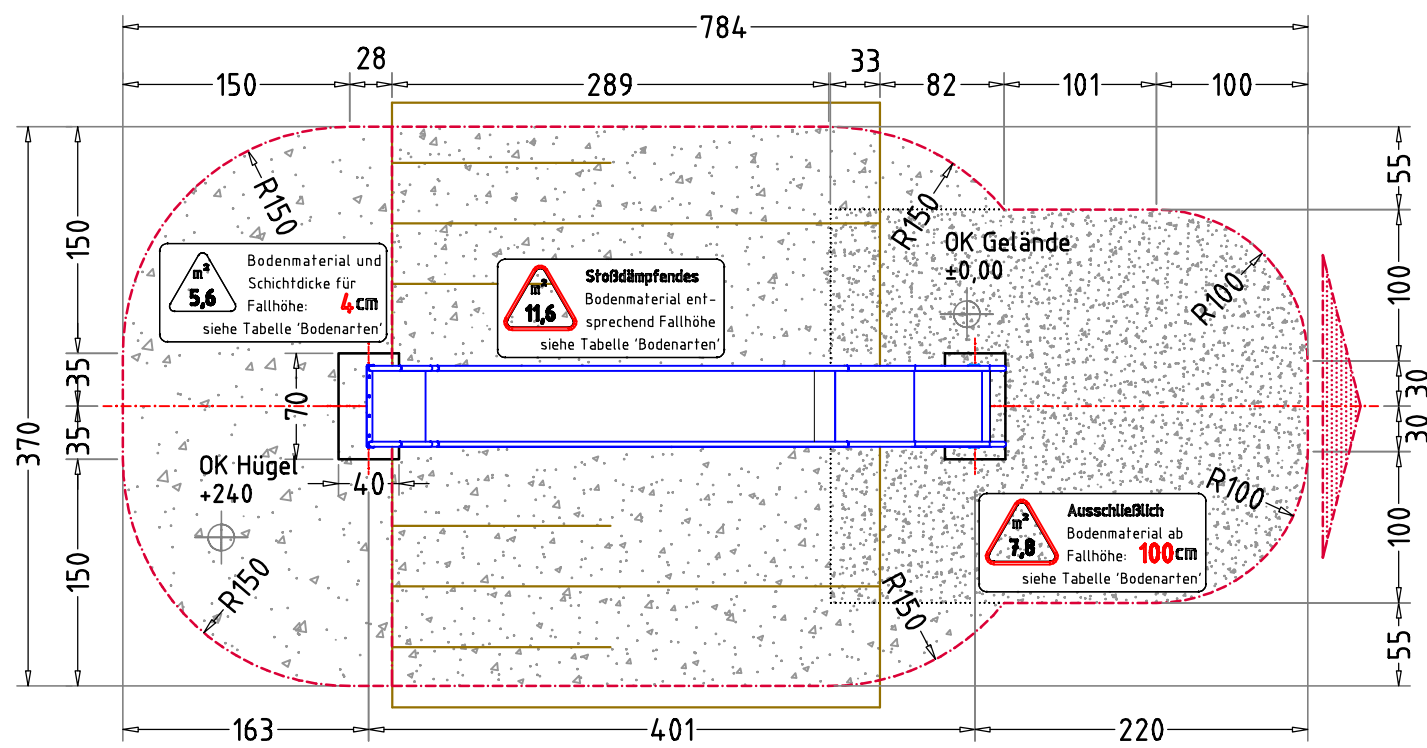 784
28
33
150
289
82
101
100
370
150
35
35
150
55
100
30
30
100
55
R150
R150
R100
OK Gelände
±0,00
m²
5,6
Bodenmaterial und
Schichtdicke für
Fallhöhe: 4cm
siehe Tabelle 'Bodenarten'
m²
11,6
Stoßdämpfendes
Bodenmaterial ent-
sprechend Fallhöhe
siehe Tabelle 'Bodenarten'
70
40
OK Hügel
+240
R150
R150
R100
m²
7,8
Ausschließlich
Bodenmaterial ab
Fallhöhe: 100cm
siehe Tabelle 'Bodenarten'
163
401
220